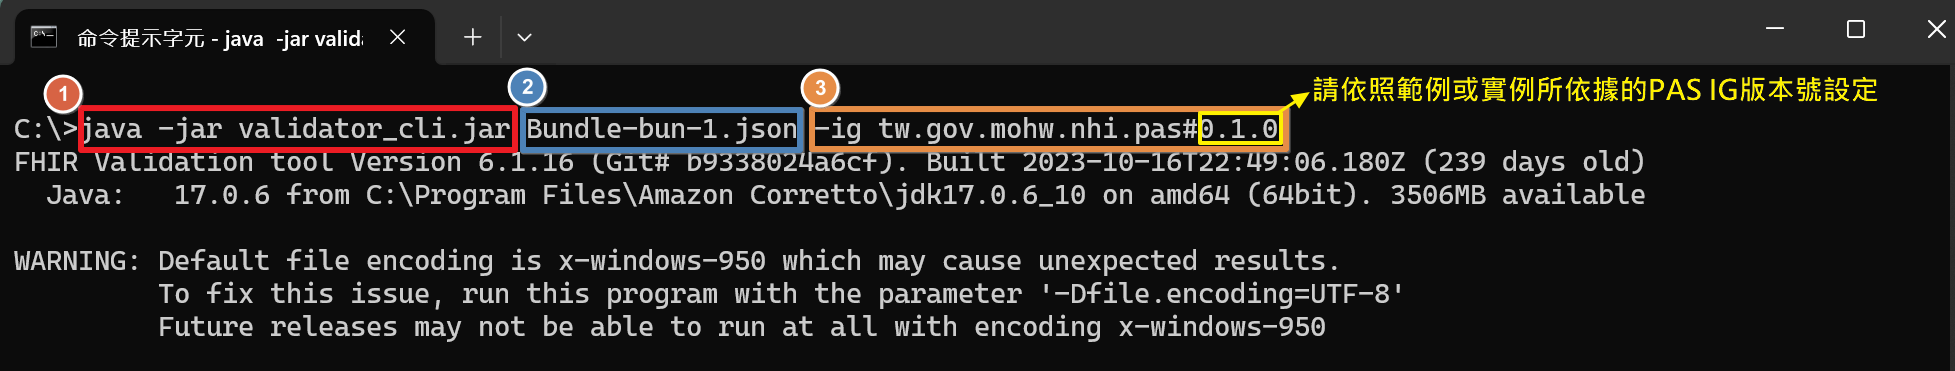 命令提示字元 - java -jar valida
1
2
3
請依照範例或實例所依據的PAS IG版本號設定
C:\>java -jar validator_cli.jar Bundle-bun-1.json -ig tw.gov.mohw.nhi.pas#0.1.0
FHIR Validation tool Version 6.1.16 (Git# b9338024a6cf). Built 2023-10-16T22:49:06.180Z (239 days old)
Java: 17.0.6 from C:\Program Files\Amazon Corretto\jdk17.0.6_10 on amd64 (64bit). 3506MB available
WARNING: Default file encoding is x-windows-950 which may cause unexpected results.
To fix this issue, run this program with the parameter '-Dfile.encoding=UTF-8'
Future releases may not be able to run at all with encoding x-windows-950